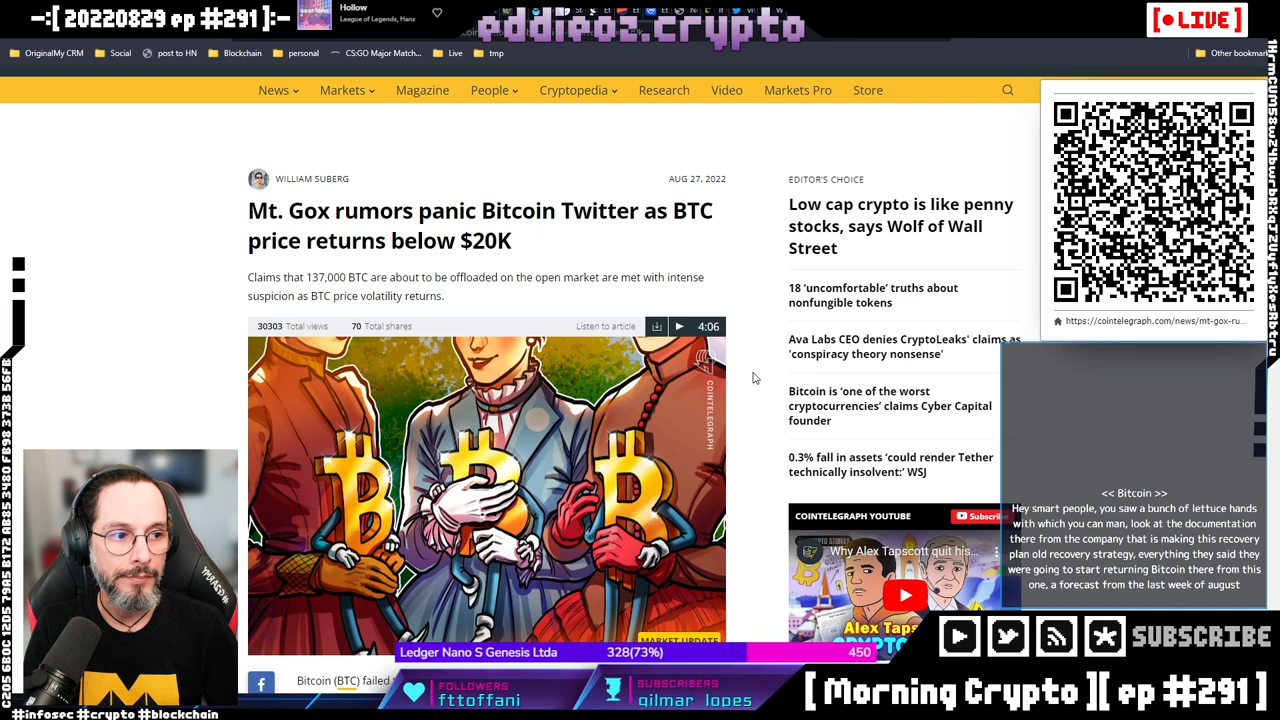 -:[ 20220829 ep #291 ]:-
Hollow
League of Legends, Hanz
eddieoz.crypto
[ • LIVE ]
OriginalMy CRM
Social
post to HN
Blockchain
personal
CS:GO Major Match...
Live
tmp
Other bookmar
News
Markets
Magazine
People
Cryptopedia
Research
Video
Markets Pro
Store
WILLIAM SUBERG
AUG 27, 2022
Mt. Gox rumors panic Bitcoin Twitter as BTC
price returns below $20K
Claims that 137,000 BTC are about to be offloaded on the open market are met with intense
suspicion as BTC price volatility returns.
30303 Total views
70 Total shares
Listen to article
4:06
COINTELEGRAPH
MARKET UPDATE
Bitcoin (BTC) failed
EDITOR'S CHOICE
Low cap crypto is like penny
stocks, says Wolf of Wall
Street
18 'uncomfortable' truths about
nonfungible tokens
Ava Labs CEO denies CryptoLeaks' claims as
'conspiracy theory nonsense'
Bitcoin is 'one of the worst
cryptocurrencies' claims Cyber Capital
founder
0.3% fall in assets 'could render Tether
technically insolvent:' WSJ
COINTELEGRAPH YOUTUBE
Subscribe
Why Alex Tapscott quit his...
Alex Taps
https://cointelegraph.com/news/mt-gox-ru...
<< Bitcoin >>
Hey smart people, you saw a bunch of lettuce hands
with which you can man, look at the documentation
there from the company that is making this recovery
plan old recovery strategy, everything they said they
were going to start returning Bitcoin there from this
one, a forecast from the last week of august
Ledger Nano S Genesis Ltda
328(73%)
450
FOLLOWERS
fttoffani
SUBSCRIBERS
gilmar_lopes
SUBSCRIBE
[ Morning Crypto ][ ep #291 ]
#infosec #crypto #blockchain